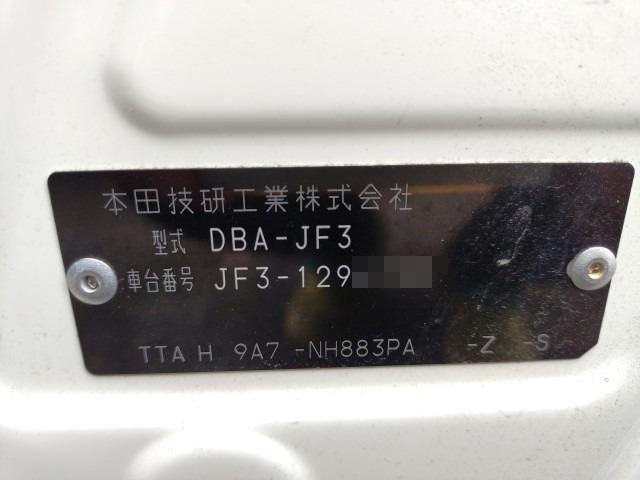 本田技研工業株式会社
型式 DBA-JF3
車台番号 JF3-129
TTA H 9A7 -NH883PA -Z -S